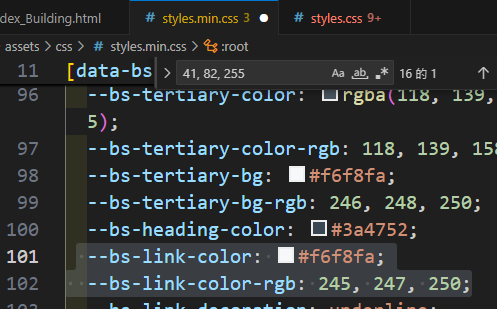 dex_Building.html
styles.min.css 3
styles.css 9+
assets > css > styles.min.css > :root
11 [data-bs
41, 82, 255 Aa ab .* 16 的 1
96 --bs-tertiary-color: rgba(118, 139,
5);
97 --bs-tertiary-color-rgb: 118, 139, 158
98 --bs-tertiary-bg: #f6f8fa;
99 --bs-tertiary-bg-rgb: 246, 248, 250;
100 --bs-heading-color: #3a4752;
101 --bs-link-color: #f6f8fa;
102 --bs-link-color-rgb: 245, 247, 250;
103 --bs-link-decoration: underline;